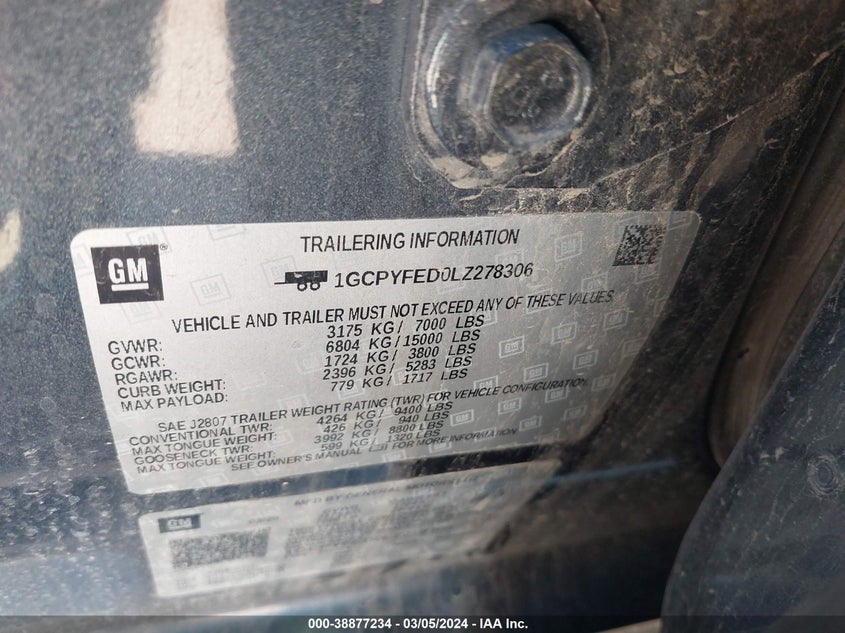 GM
TRAILERING INFORMATION
1GCPYFED0LZ278306
VEHICLE AND TRAILER MUST NOT EXCEED ANY OF THESE VALUES
GVWR: 3175 KG/ 7000 LBS
GCWR: 6804 KG/15000 LBS
RGAWR: 1724 KG/ 3800 LBS
CURB WEIGHT: 2396 KG/ 5283 LBS
MAX PAYLOAD: 779 KG/ 1717 LBS
SAE J2807 TRAILER WEIGHT RATING (TWR) FOR VEHICLE CONFIGURATION
CONVENTIONAL TWR: 4264 KG/ 9400 LBS
MAX TONGUE WEIGHT: 426 KG/ 940 LBS
GOOSENECK TWR: 3992 KG/ 8800 LBS
MAX TONGUE WEIGHT: 599 KG/ 1320 LBS
SEE OWNER'S MANUAL FOR MORE INFORMATION
GM
MFD BY GENERAL MOTORS
000-38877234 / 03/05/2024 – IAA Inc.